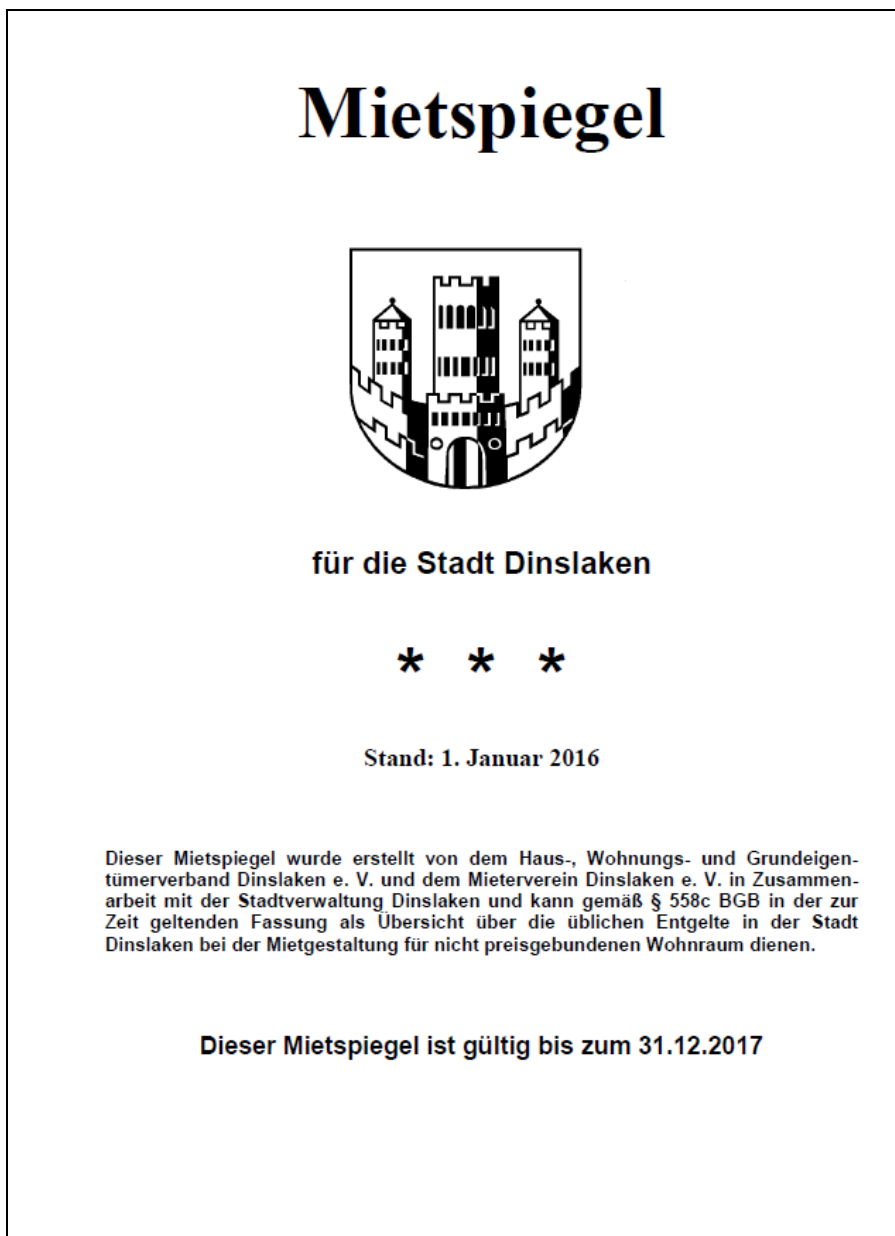 Mietspiegel
für die Stadt Dinslaken
* * *
Stand: 1. Januar 2016
Dieser Mietspiegel wurde erstellt von dem Haus-, Wohnungs- und Grundeigen-
tümerverband Dinslaken e. V. und dem Mieterverein Dinslaken e. V. in Zusammen-
arbeit mit der Stadtverwaltung Dinslaken und kann gemäß § 558c BGB in der zur
Zeit geltenden Fassung als Übersicht über die üblichen Entgelte in der Stadt
Dinslaken bei der Mietgestaltung für nicht preisgebundenen Wohnraum dienen.
Dieser Mietspiegel ist gültig bis zum 31.12.2017